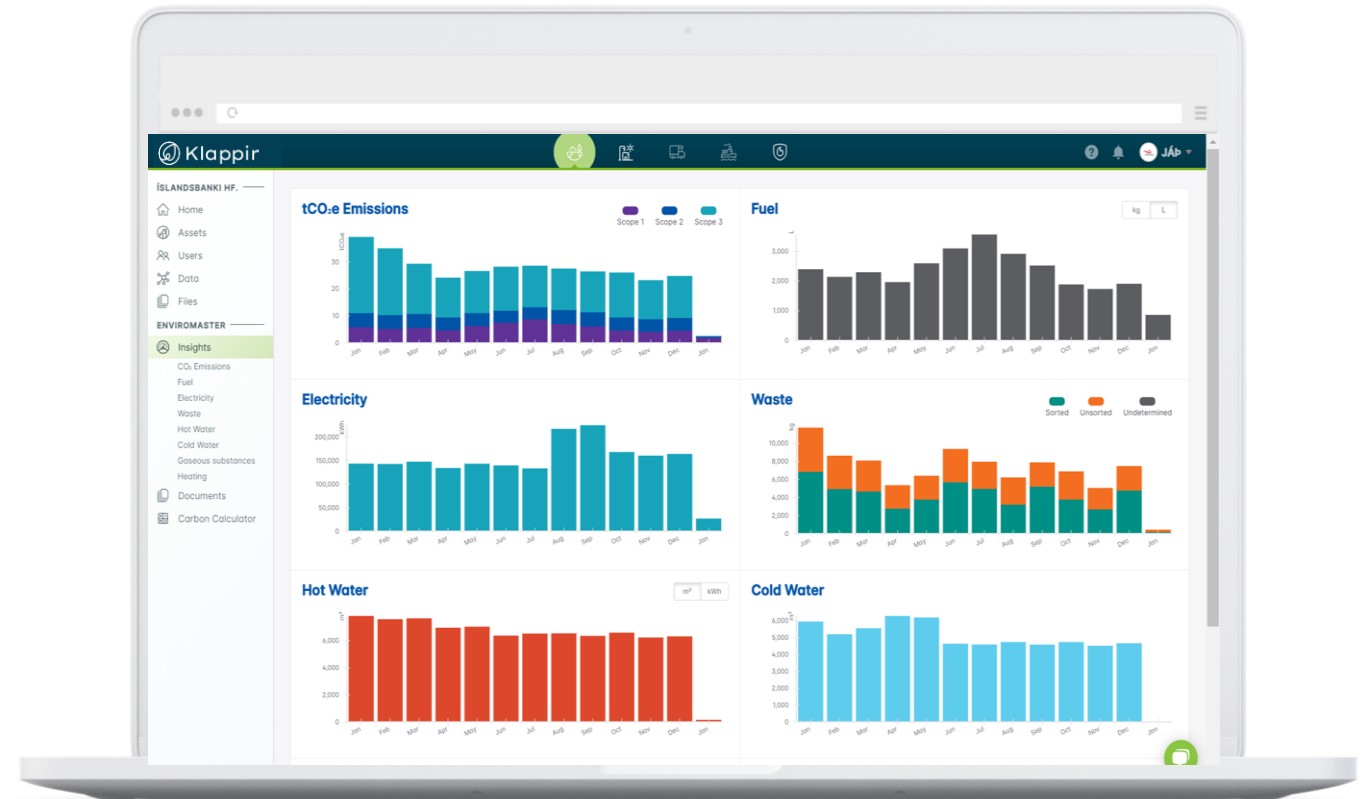 Klappir
JÁÞ
ÍSLANDSBANKI HF.
Home
Assets
Users
Data
Files
ENVIROMASTER
Insights
CO₂ Emissions
Fuel
Electricity
Waste
Hot Water
Cold Water
Gaseous substances
Heating
Documents
Carbon Calculator
tCO₂e Emissions
Scope 1 Scope 2 Scope 3
tCO₂e
30
20
10
0
Jan Feb Mar Apr May Jun Jul Aug Sep Oct Nov Dec Jan
Fuel
kg L
L
3,000
2,000
1,000
0
Jan Feb Mar Apr May Jun Jul Aug Sep Oct Nov Dec Jan
Electricity
kWh
200,000
150,000
100,000
50,000
0
Jan Feb Mar Apr May Jun Jul Aug Sep Oct Nov Dec Jan
Waste
Sorted Unsorted Undetermined
kg
10,000
8,000
6,000
4,000
2,000
0
Jan Feb Mar Apr May Jun Jul Aug Sep Oct Nov Dec Jan
Hot Water
m³ kWh
m³
6,000
4,000
2,000
0
Jan Feb Mar Apr May Jun Jul Aug Sep Oct Nov Dec Jan
Cold Water
m³
6,000
5,000
4,000
3,000
2,000
1,000
0
Jan Feb Mar Apr May Jun Jul Aug Sep Oct Nov Dec Jan